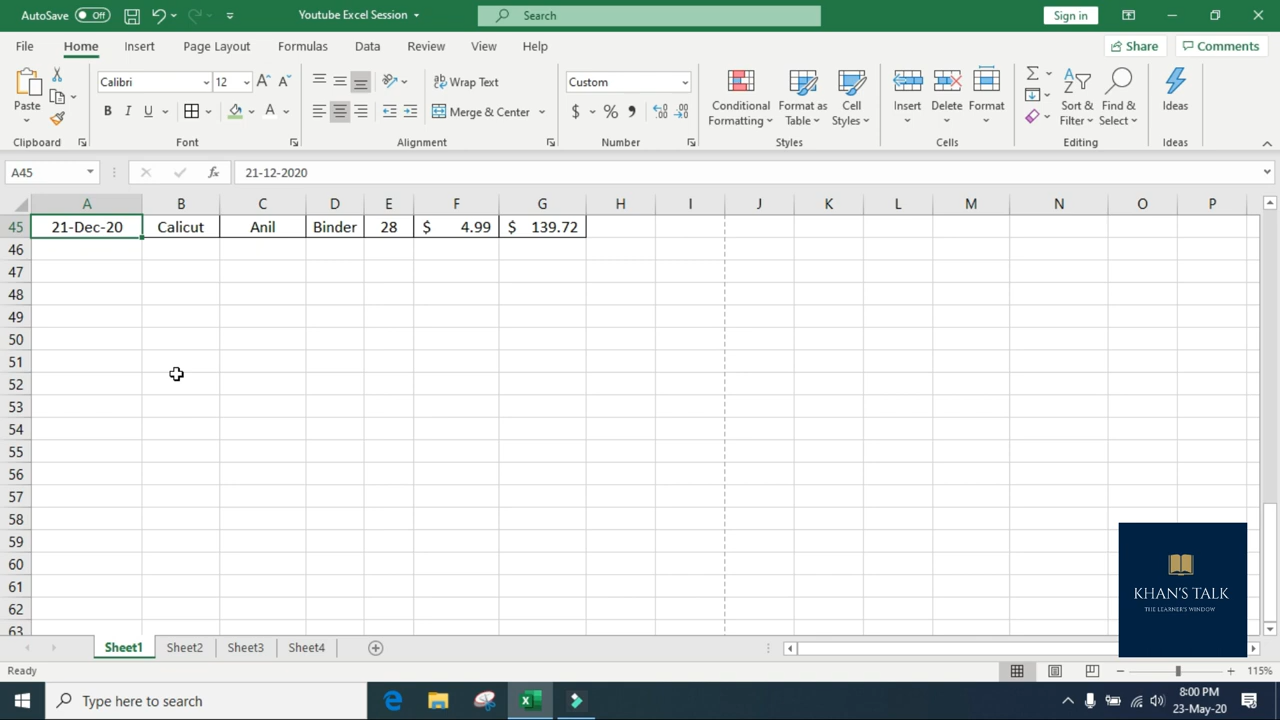 AutoSave Off Youtube Excel Session Search Sign in
File Home Insert Page Layout Formulas Data Review View Help Share Comments
Paste Calibri 12 Wrap Text Custom Conditional Formatting Format as Table Cell Styles Insert Delete Format Sort & Filter Find & Select Ideas
B I U A Merge & Center $ % ,
Clipboard Font Alignment Number Styles Cells Editing Ideas
A45 fx 21-12-2020
A B C D E F G H I J K L M N O P
45 21-Dec-20 Calicut Anil Binder 28 $ 4.99 $ 139.72
46
47
48
49
50
51
52
53
54
55
56
57
58
59
60
61
62
63
KHAN'S TALK
THE LEARNER'S WINDOW
Sheet1 Sheet2 Sheet3 Sheet4
Ready 115%
Type here to search 8:00 PM
23-May-20